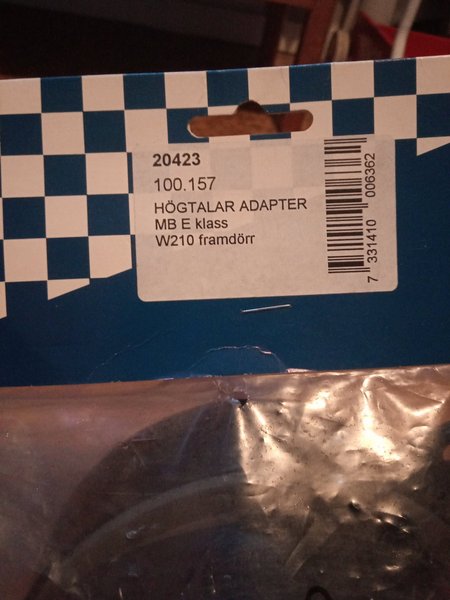 20423
100.157
HÖGTALAR ADAPTER
MB E klass
W210 framdörr
7 331410 006362